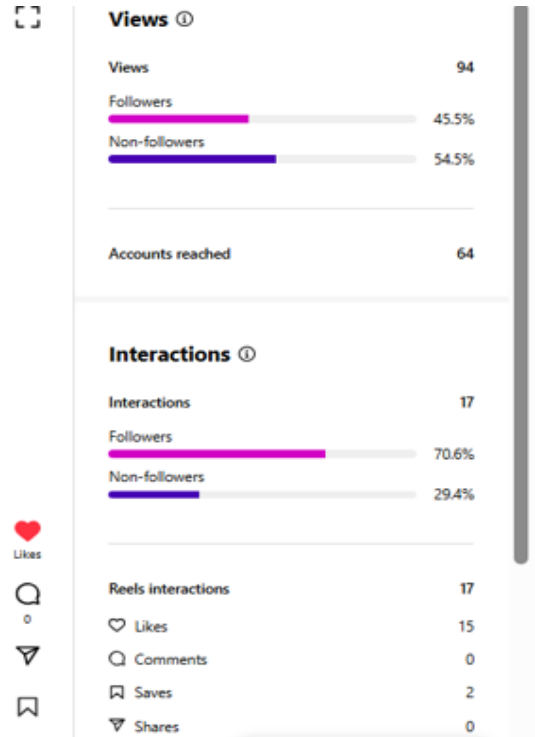 Views
Views 94
Followers
45.5%
Non-followers
54.5%
Accounts reached 64
Interactions
Interactions 17
Followers
70.6%
Non-followers
29.4%
Likes
0
Reels interactions 17
Likes 15
Comments 0
Saves 2
Shares 0